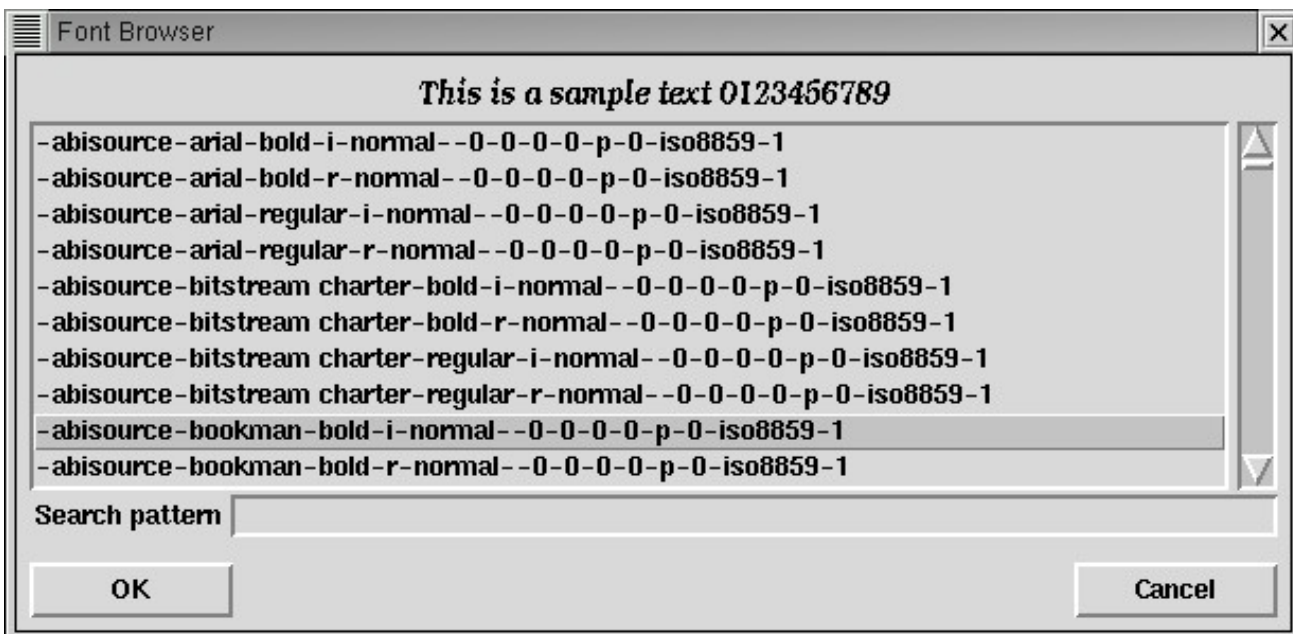 Font Browser
This is a sample text 0123456789
-abisource-arial-bold-i-normal--0-0-0-0-p-0-iso8859-1
-abisource-arial-bold-r-normal--0-0-0-0-p-0-iso8859-1
-abisource-arial-regular-i-normal--0-0-0-0-p-0-iso8859-1
-abisource-arial-regular-r-normal--0-0-0-0-p-0-iso8859-1
-abisource-bitstream charter-bold-i-normal--0-0-0-0-p-0-iso8859-1
-abisource-bitstream charter-bold-r-normal--0-0-0-0-p-0-iso8859-1
-abisource-bitstream charter-regular-i-normal--0-0-0-0-p-0-iso8859-1
-abisource-bitstream charter-regular-r-normal--0-0-0-0-p-0-iso8859-1
-abisource-bookman-bold-i-normal--0-0-0-0-p-0-iso8859-1
-abisource-bookman-bold-r-normal--0-0-0-0-p-0-iso8859-1
Search pattern
OK Cancel